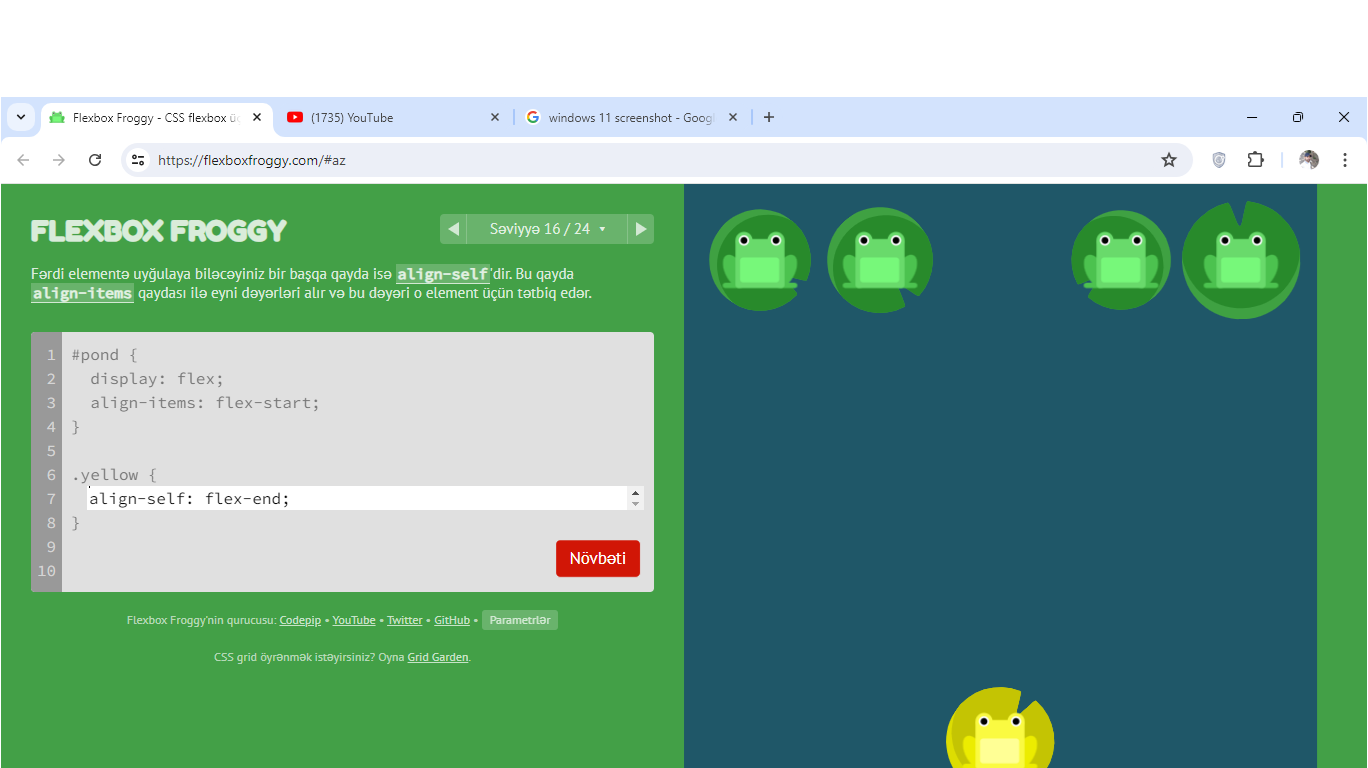 Flexbox Froggy - CSS flexbox üç
(1735) YouTube
windows 11 screenshot - Goog
https://flexboxfroggy.com/#az
FLEXBOX FROGGY
Səviyyə 16 / 24
Fərdi elementə uyğulaya biləcəyiniz bir başqa qayda isə align-self'dir. Bu qayda
align-items qaydası ilə eyni dəyərləri alır və bu dəyəri o element üçün tətbiq edər.
1 #pond {
2 display: flex;
3 align-items: flex-start;
4 }
5
6 .yellow {
7 align-self: flex-end;
8 }
9
10
Növbəti
Flexbox Froggy'nin qurucusu: Codepip • YouTube • Twitter • GitHub • Parametrlər
CSS grid öyrənmək istəyirsiniz? Oyna Grid Garden.